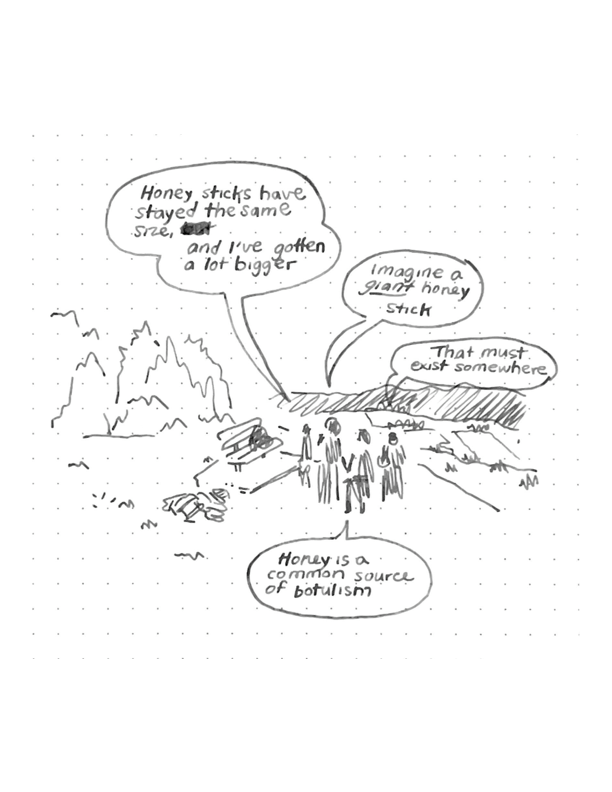 Honey sticks have
stayed the same
size,
and I've gotten
a lot bigger
Imagine a
giant honey
stick
That must
exist somewhere
Honey is a
common source
of botulism